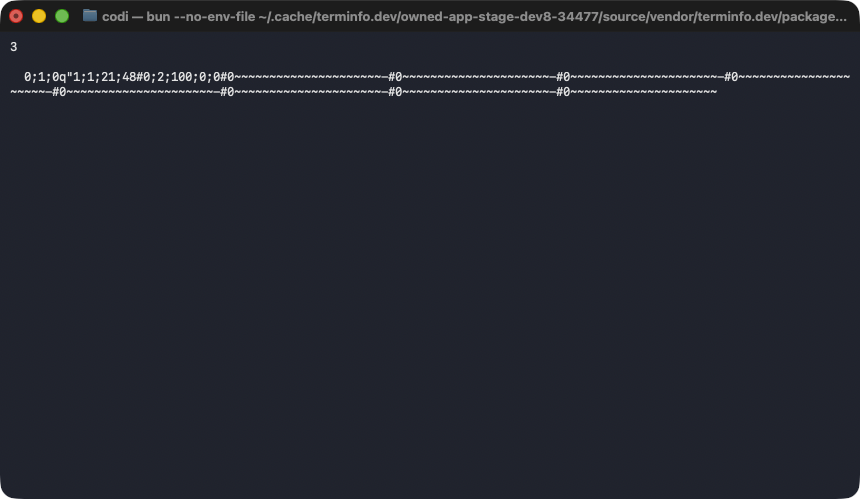 codi — bun --no-env-file ~/.cache/terminfo.dev/owned-app-stage-dev8-34477/source/vendor/terminfo.dev/package...
3
0;1;0q"1;1;21;48#0;2;100;0;0#0~~~~~~~~~~~~~~~~~~~~~-#0~~~~~~~~~~~~~~~~~~~~~-#0~~~~~~~~~~~~~~~~~~~~~-#0~~~~~~~~~~~~~~~~
~~~~~-#0~~~~~~~~~~~~~~~~~~~~~-#0~~~~~~~~~~~~~~~~~~~~~-#0~~~~~~~~~~~~~~~~~~~~~-#0~~~~~~~~~~~~~~~~~~~~~